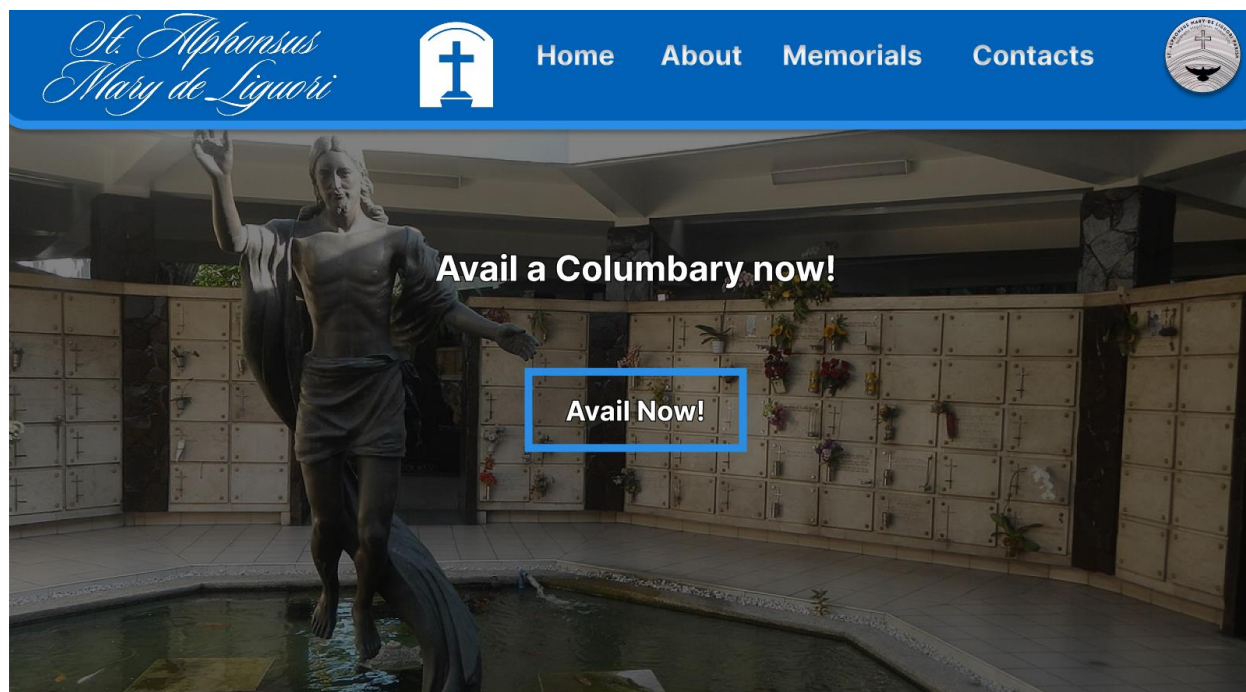 St. Alphonsus
Mary de Liguori
Home
About
Memorials
Contacts
Avail a Columbary now!
Avail Now!